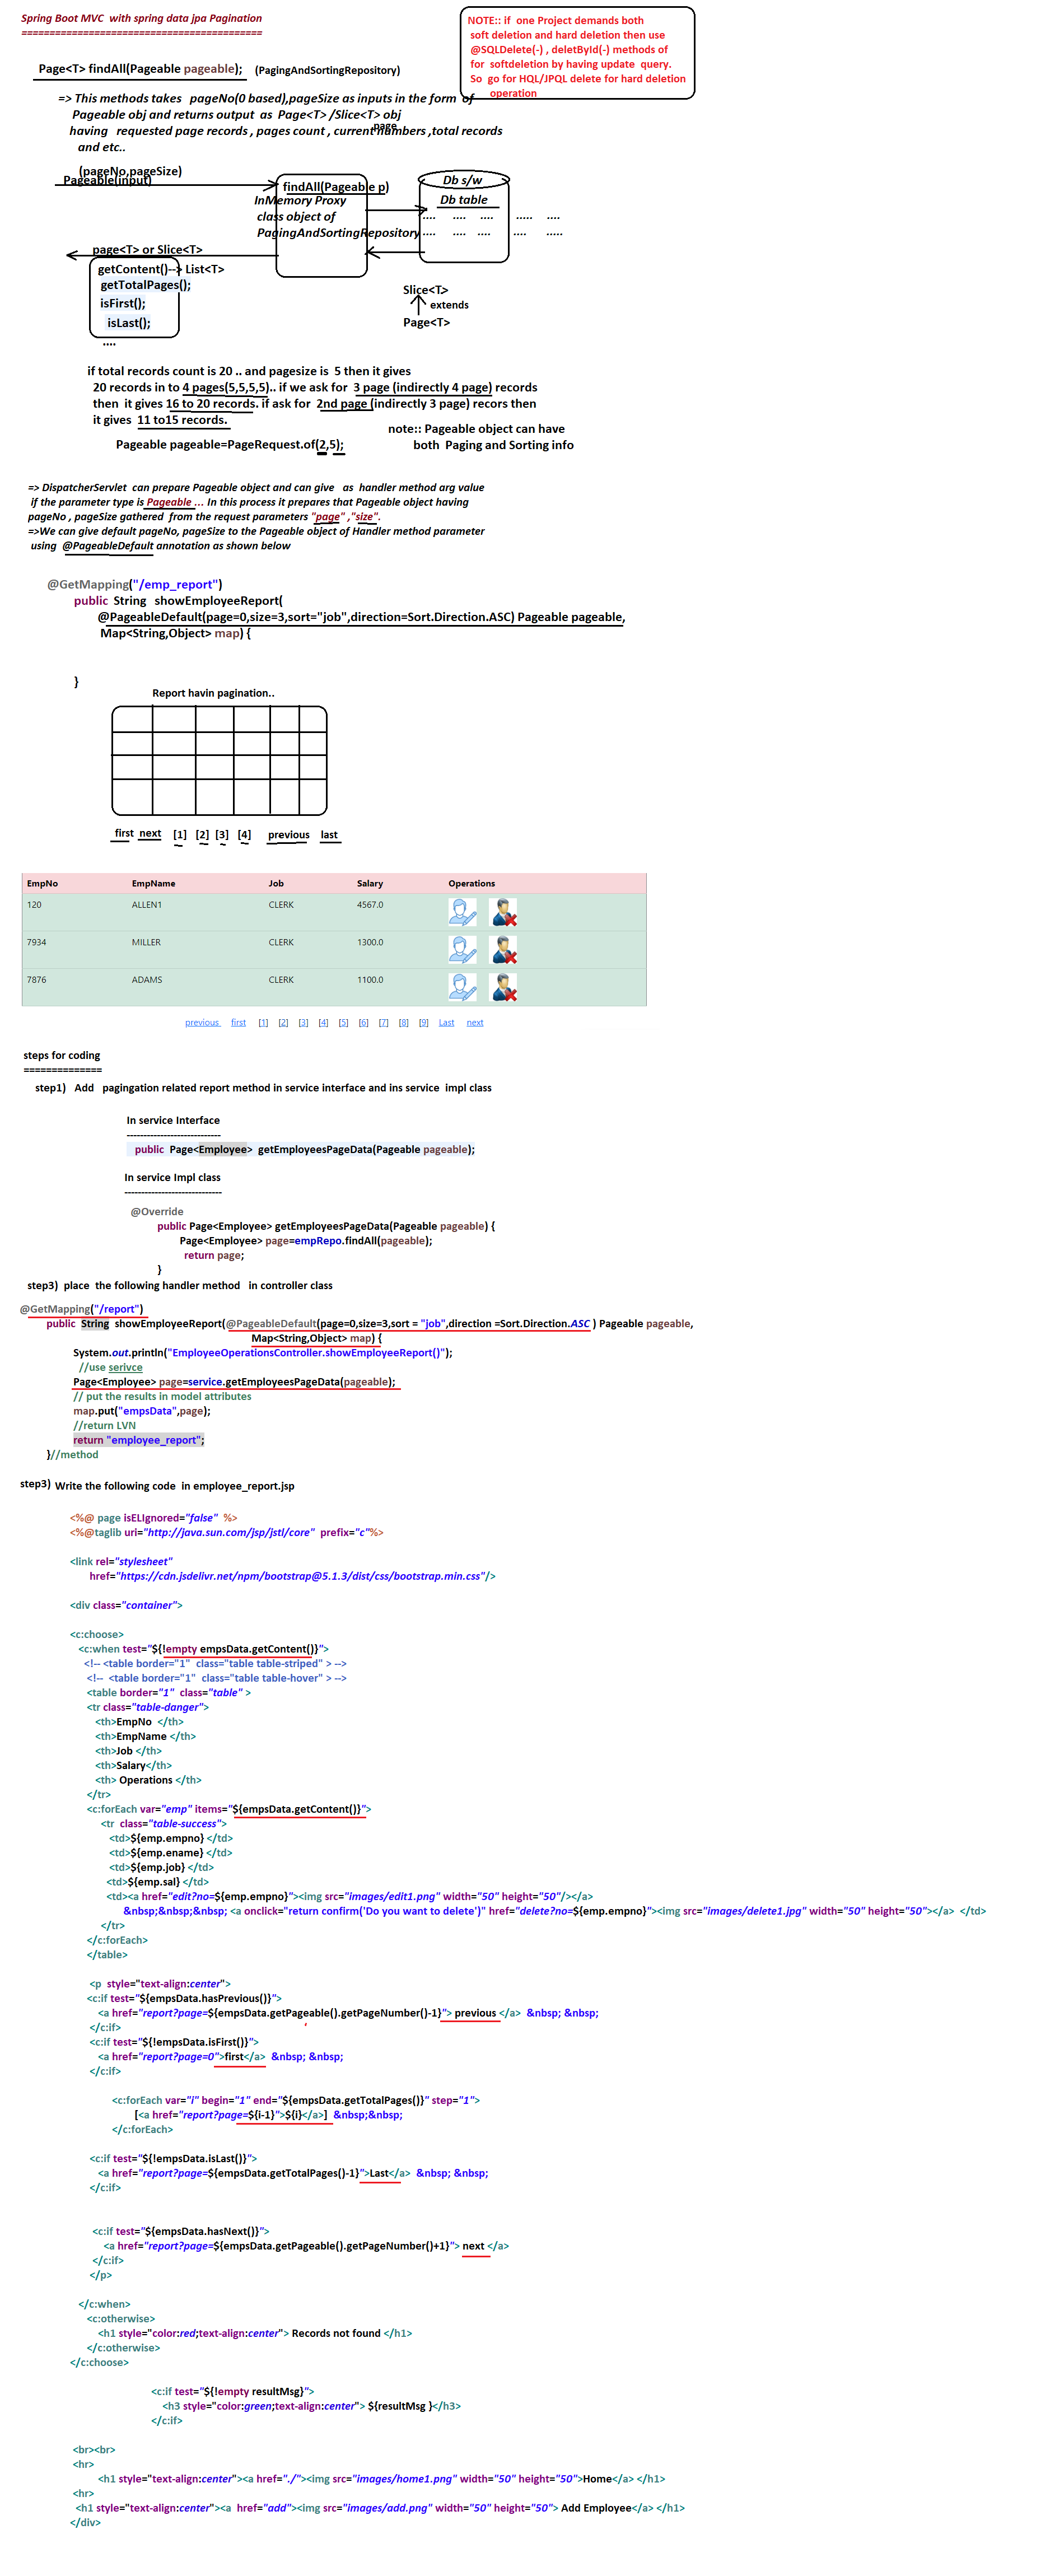 Spring Boot MVC  with spring data jpa Pagination
============================================
NOTE:: if  one Project demands both
soft deletion and hard deletion then use
@SQLDelete(-) , deletById(-) methods of
for  softdeletion by having update  query.
So  go for HQL/JPQL delete for hard deletion
operation
Page<T> findAll(Pageable pageable);   (PagingAndSortingRepository)
=> This methods takes   pageNo(0 based),pageSize as inputs in the form  of
Pageable obj and returns output  as  Page<T> /Slice<T> obj
page
having   requested page records , pages count , current numbers ,total records
and etc..
(pageNo,pageSize)
Pageable(input)
findAll(Pageable p)
InMemory Proxy
class object of
PagingAndSortingRepository
Db s/w
Db table
....    ....   ....     .....    ....
....    ....   ....     ....    .....
page<T> or Slice<T>
getContent()--> List<T>
getTotalPages();
isFirst();
isLast();
....
Slice<T>
extends
Page<T>
if total records count is 20 .. and pagesize is  5 then it gives
20 records in to 4 pages(5,5,5,5).. if we ask for  3 page (indirectly 4 page) records
then  it gives 16 to 20 records. if ask for  2nd page (indirectly 3 page) recors then
it gives  11 to15 records.
note:: Pageable object can have
both  Paging and Sorting info
Pageable pageable=PageRequest.of(2,5);
=> DispatcherServlet  can prepare Pageable object and can give   as  handler method arg value
if the parameter type is Pageable ... In this process it prepares that Pageable object having
pageNo , pageSize gathered  from the request parameters "page" ,"size".
=>We can give default pageNo, pageSize to the Pageable object of Handler method parameter
using  @PageableDefault annotation as shown below
@GetMapping("/emp_report")
public  String   showEmployeeReport(
@PageableDefault(page=0,size=3,sort="job",direction=Sort.Direction.ASC) Pageable pageable,
Map<String,Object> map) {
}
Report havin pagination..
first  next    [1]   [2]  [3]   [4]      previous    last
EmpNo   EmpName   Job   Salary   Operations
120   ALLEN1   CLERK   4567.0
7934   MILLER   CLERK   1300.0
7876   ADAMS   CLERK   1100.0
previous   first   [1]   [2]   [3]   [4]   [5]   [6]   [7]   [8]   [9]   Last   next
steps for coding
==============
step1)   Add   pagingation related report method in service interface and ins service  impl class
In service Interface
----------------------------
public  Page<Employee>  getEmployeesPageData(Pageable pageable);
In service Impl class
-----------------------------
@Override
public Page<Employee> getEmployeesPageData(Pageable pageable) {
Page<Employee> page=empRepo.findAll(pageable);
return page;
}
step3)  place  the following handler method   in controller class
@GetMapping("/report")
public  String  showEmployeeReport(@PageableDefault(page=0,size=3,sort = "job",direction =Sort.Direction.ASC ) Pageable pageable,
Map<String,Object> map) {
System.out.println("EmployeeOperationsController.showEmployeeReport()");
//use serivce
Page<Employee> page=service.getEmployeesPageData(pageable);
// put the results in model attributes
map.put("empsData",page);
//return LVN
return "employee_report";
}//method
step3)  Write the following code  in employee_report.jsp
<%@ page isELIgnored="false"  %>
<%@taglib uri="http://java.sun.com/jsp/jstl/core"  prefix="c"%>
<link rel="stylesheet"
href="https://cdn.jsdelivr.net/npm/bootstrap@5.1.3/dist/css/bootstrap.min.css"/>
<div class="container">
<c:choose>
<c:when test="${!empty empsData.getContent()}">
<!-- <table border="1"  class="table table-striped" > -->
<!--  <table border="1"  class="table table-hover" > -->
<table border="1"  class="table" >
<tr class="table-danger">
<th>EmpNo  </th>
<th>EmpName </th>
<th>Job </th>
<th>Salary</th>
<th> Operations </th>
</tr>
<c:forEach var="emp" items="${empsData.getContent()}">
<tr  class="table-success">
<td>${emp.empno} </td>
<td>${emp.ename} </td>
<td>${emp.job} </td>
<td>${emp.sal} </td>
<td><a href="edit?no=${emp.empno}"><img src="images/edit1.png" width="50" height="50"/></a>
&nbsp;&nbsp;&nbsp; <a onclick="return confirm('Do you want to delete')" href="delete?no=${emp.empno}"><img src="images/delete1.jpg" width="50" height="50"></a>  </td>
</tr>
</c:forEach>
</table>
<p  style="text-align:center">
<c:if test="${empsData.hasPrevious()}">
<a href="report?page=${empsData.getPageable().getPageNumber()-1}"> previous </a>  &nbsp; &nbsp;
</c:if>
<c:if test="${!empsData.isFirst()}">
<a href="report?page=0">first</a>  &nbsp; &nbsp;
</c:if>
<c:forEach var="i" begin="1" end="${empsData.getTotalPages()}" step="1">
[<a href="report?page=${i-1}">${i}</a>]  &nbsp;&nbsp;
</c:forEach>
<c:if test="${!empsData.isLast()}">
<a href="report?page=${empsData.getTotalPages()-1}">Last</a>  &nbsp; &nbsp;
</c:if>
<c:if test="${empsData.hasNext()}">
<a href="report?page=${empsData.getPageable().getPageNumber()+1}"> next </a>
</c:if>
</p>
</c:when>
<c:otherwise>
<h1 style="color:red;text-align:center"> Records not found </h1>
</c:otherwise>
</c:choose>
<c:if test="${!empty resultMsg}">
<h3 style="color:green;text-align:center"> ${resultMsg }</h3>
</c:if>
<br><br>
<hr>
<h1 style="text-align:center"><a href="./"><img src="images/home1.png" width="50" height="50">Home</a> </h1>
<hr>
<h1 style="text-align:center"><a  href="add"><img src="images/add.png" width="50" height="50"> Add Employee</a> </h1>
</div>